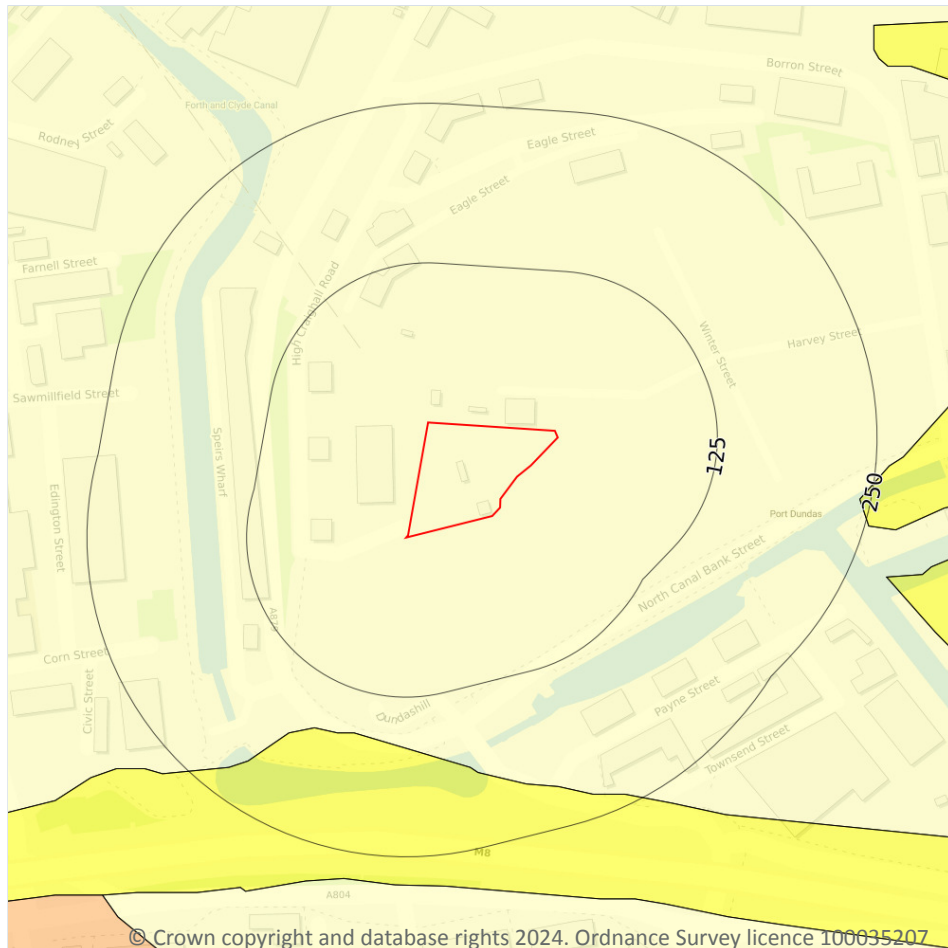 Borron Street
Forth and Clyde Canal
Rodney Street
Eagle Street
Eagle Street
Farnell Street
High Craighall Road
Winter Street
Harvey Street
Sawmillfield Street
Speirs Wharf
125
250
Edington Street
Port Dundas
North Canal Bank Street
A879
Corn Street
Civic Street
Dundashill
Payne Street
Townsend Street
M8
A804
© Crown copyright and database rights 2024. Ordnance Survey licence 100035207.